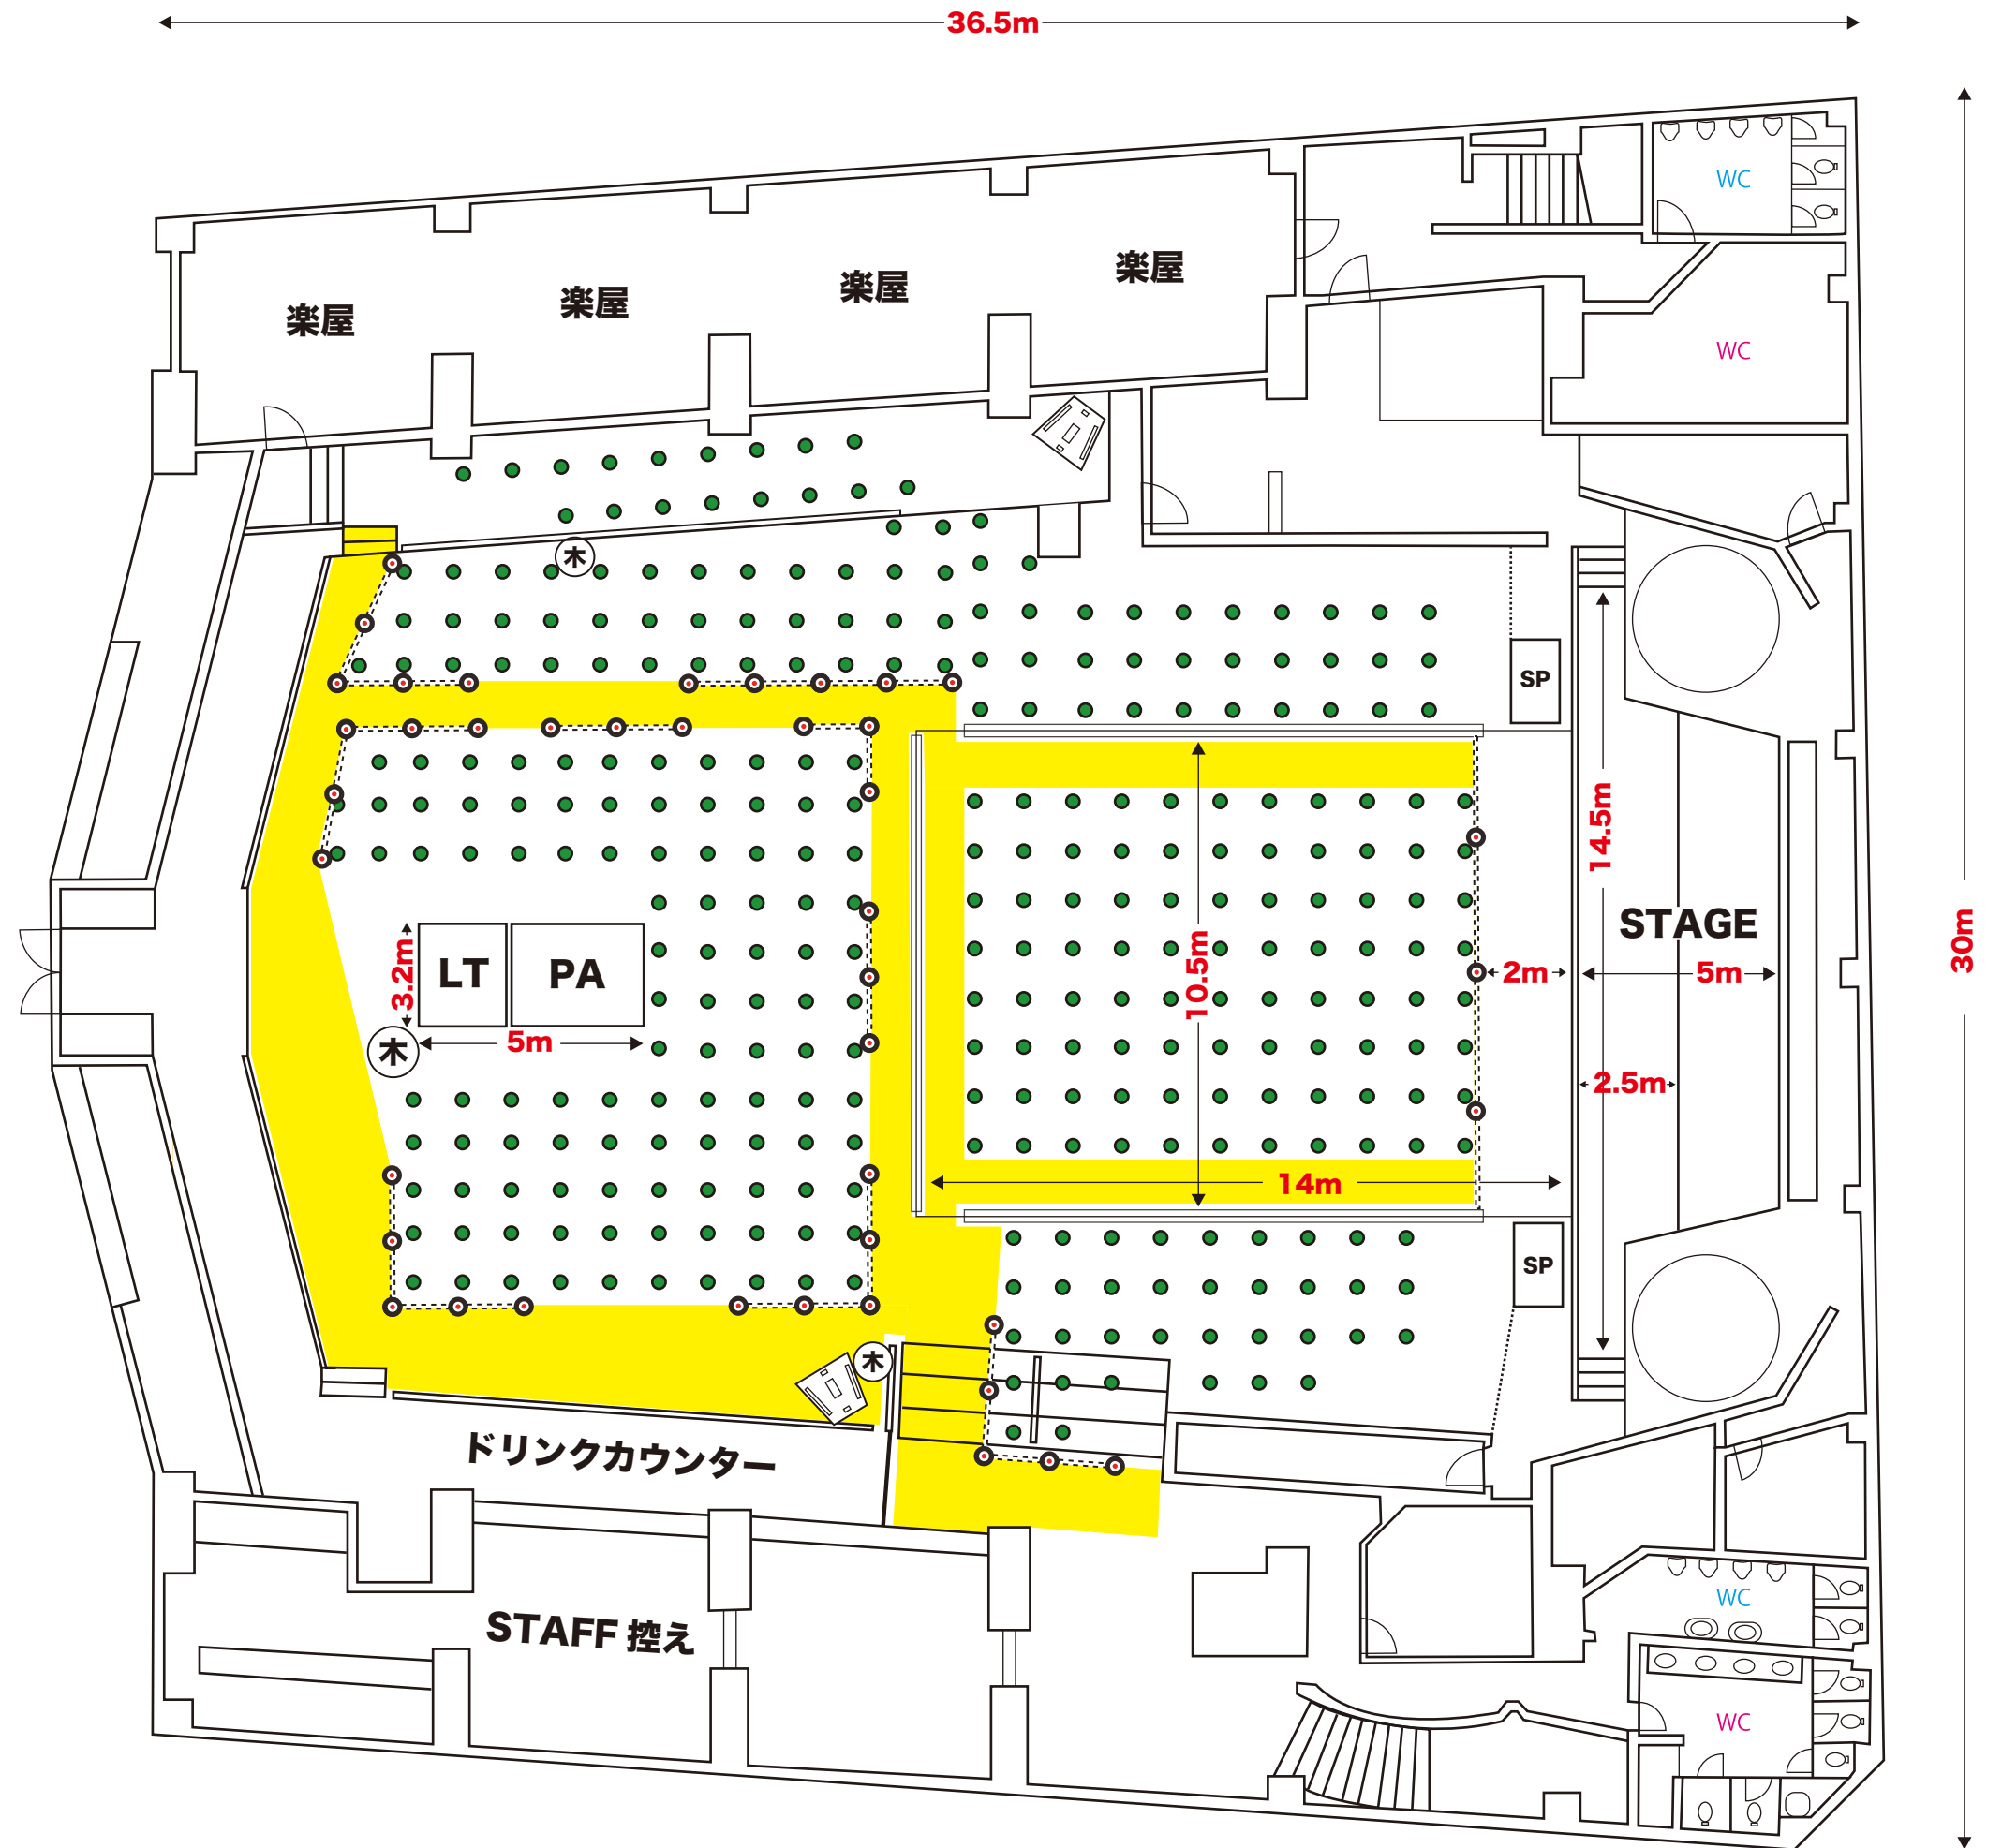 36.5m
WC
楽屋
楽屋
楽屋
楽屋
WC
木
SP
14.5m
STAGE
30m
LT
PA
3.2m
10.5m
2m
5m
木
5m
2.5m
14m
SP
木
ドリンクカウンター
WC
STAFF 控え
WC